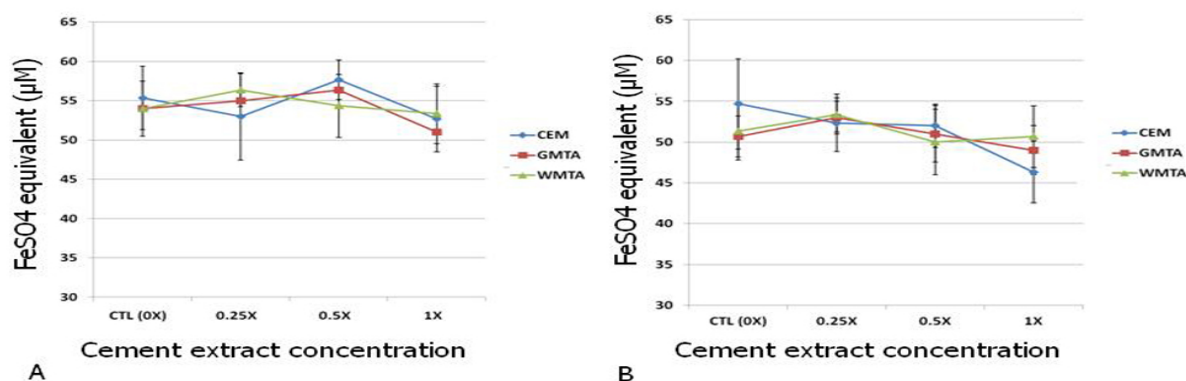 65
60
55
50
45
40
35
30
FeSO4 equivalent (µM)
CTL (0X) 0.25X 0.5X 1X
Cement extract concentration
CEM
GMTA
WMTA
A
65
60
55
50
45
40
35
30
FeSO4 equivalent (µM)
CTL (0X) 0.25X 0.5X 1X
Cement extract concentration
CEM
GMTA
WMTA
B